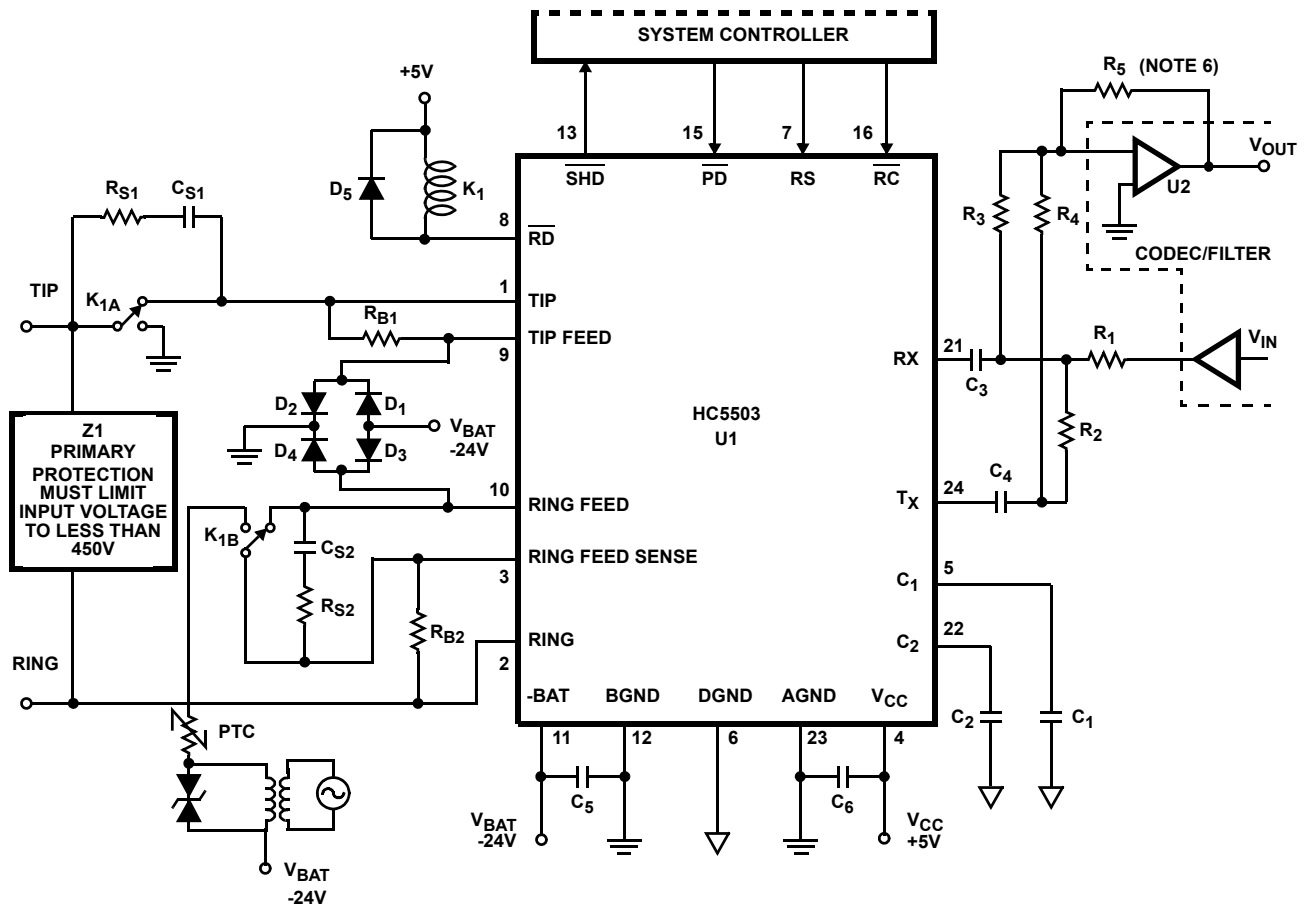 SYSTEM CONTROLLER
+5V
R5 (NOTE 6)
13
15
7
16
VOUT
SHD
PD
RS
RC
U2
RS1
CS1
D5
K1
R3
R4
8
RD
CODEC/FILTER
TIP
K1A
1
TIP
RB1
TIP FEED
9
R1
VIN
21
RX
C3
D2
D1
HC5503
U1
VBAT
-24V
D4
D3
R2
Z1
PRIMARY
PROTECTION
MUST LIMIT
INPUT VOLTAGE
TO LESS THAN
450V
C4
24
TX
10
RING FEED
K1B
CS2
RING FEED SENSE
3
5
C1
RS2
RB2
22
C2
RING
2
RING
-BAT
BGND
DGND
AGND
VCC
C2
C1
PTC
11
12
6
23
4
C5
C6
VBAT
-24V
VCC
+5V
VBAT
-24V